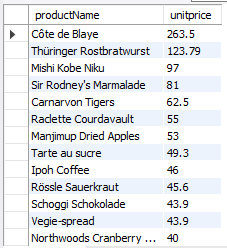 productName unitprice
Côte de Blaye 263.5
Thüringer Rostbratwurst 123.79
Mishi Kobe Niku 97
Sir Rodney's Marmalade 81
Carnarvon Tigers 62.5
Raclette Courdavault 55
Manjimup Dried Apples 53
Tarte au sucre 49.3
Ipoh Coffee 46
Rössle Sauerkraut 45.6
Schoggi Schokolade 43.9
Vegie-spread 43.9
Northwoods Cranberry ... 40